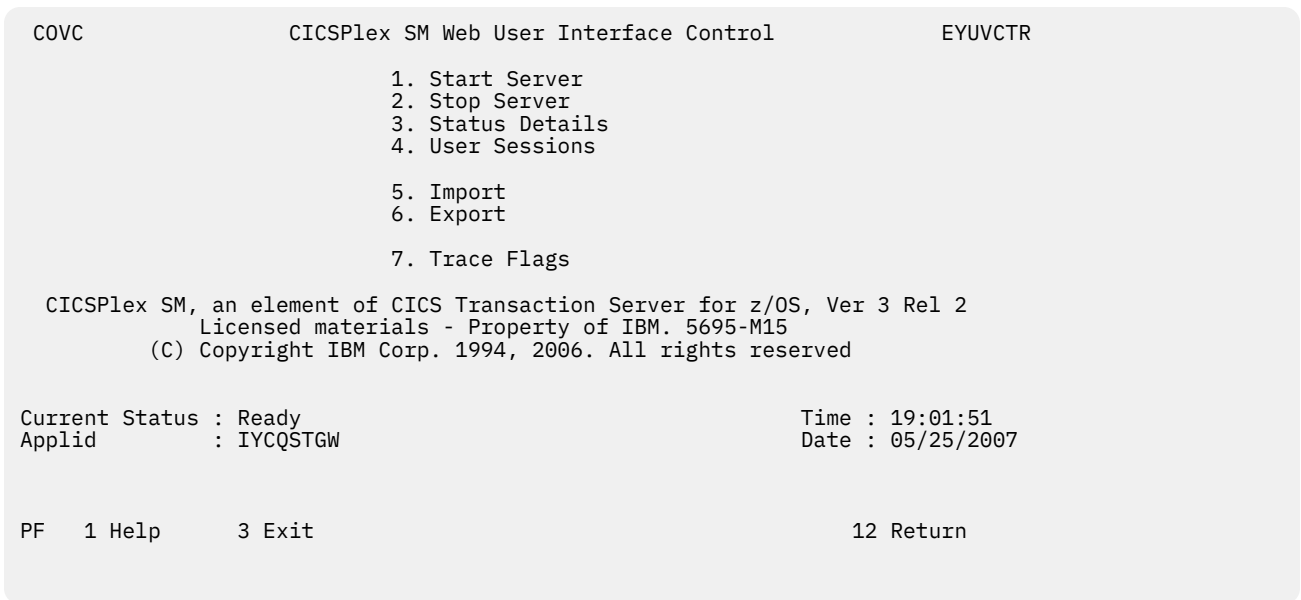 COVC CICSPlex SM Web User Interface Control EYUVCTR
1. Start Server
2. Stop Server
3. Status Details
4. User Sessions
5. Import
6. Export
7. Trace Flags
CICSPlex SM, an element of CICS Transaction Server for z/OS, Ver 3 Rel 2
Licensed materials - Property of IBM. 5695-M15
(C) Copyright IBM Corp. 1994, 2006. All rights reserved
Current Status : Ready Time : 19:01:51
Applid : IYCQSTGW Date : 05/25/2007
PF 1 Help 3 Exit 12 Return